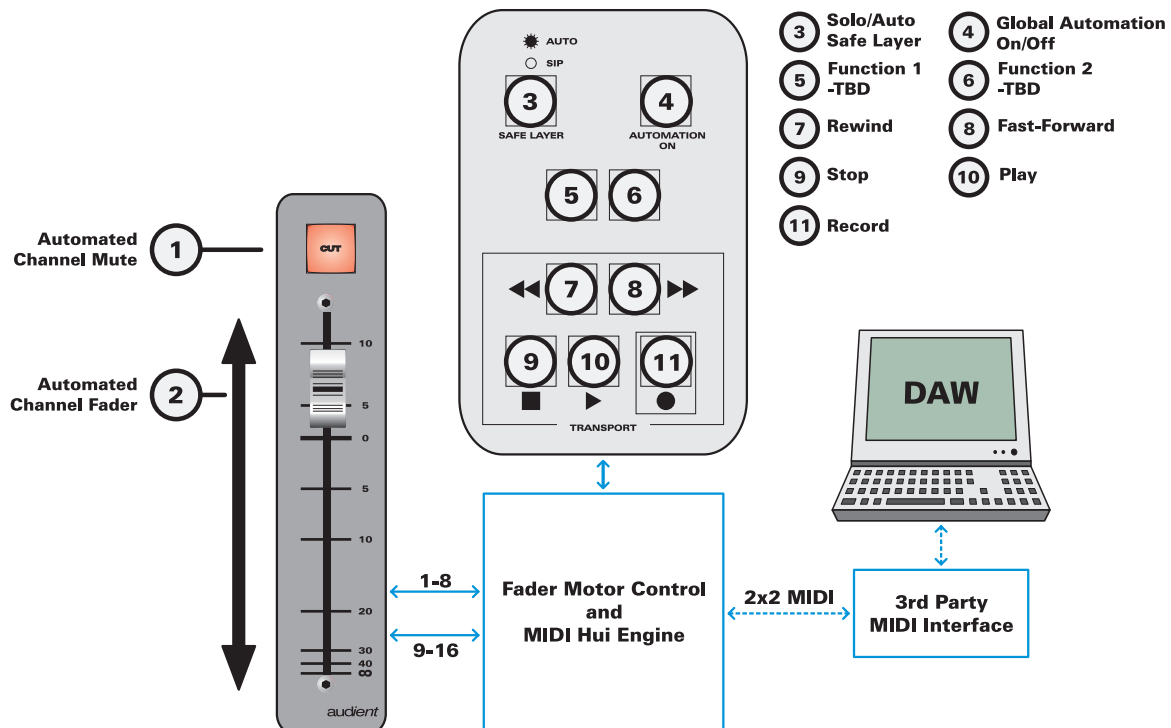 AUTO
SIP
3
SAFE LAYER
4
AUTOMATION
ON
5
6
7
8
9
10
11
TRANSPORT
3
Solo/Auto
Safe Layer
4
Global Automation
On/Off
5
Function 1
-TBD
6
Function 2
-TBD
7
Rewind
8
Fast-Forward
9
Stop
10
Play
11
Record
Automated
Channel Mute
1
CUT
Automated
Channel Fader
2
10
5
0
5
10
20
30
40
∞
audient
1-8
9-16
Fader Motor Control
and
MIDI Hui Engine
2x2 MIDI
3rd Party
MIDI Interface
DAW